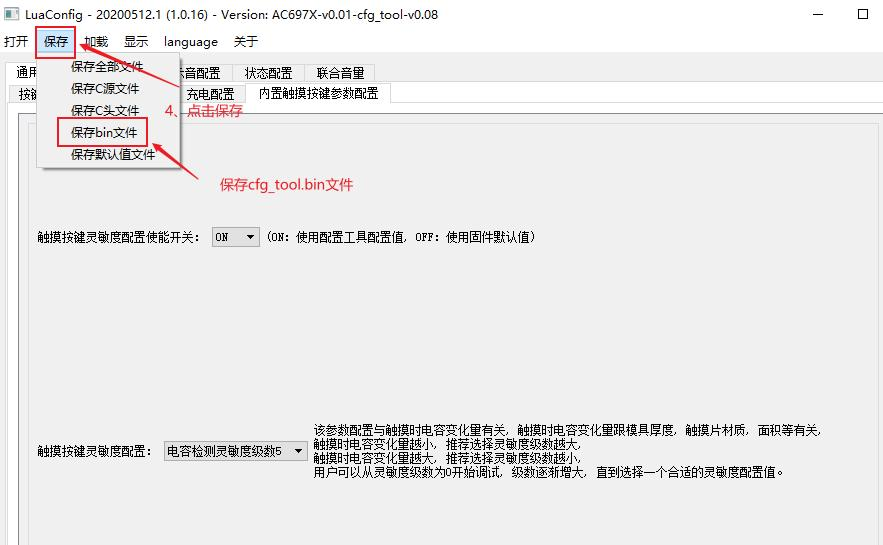 LuaConfig - 20200512.1 (1.0.16) - Version: AC697X-v0.01-cfg_tool-v0.08
打开 保存 加载 显示 language 关于
通用 音配置 状态配置 联合音量
保存全部文件
按键 充电配置 内置触摸按键参数配置
保存C源文件
保存C头文件
4、点击保存
保存bin文件
保存默认值文件
保存cfg_tool.bin文件
触摸按键灵敏度配置使能开关： ON （ON：使用配置工具配置值，OFF：使用固件默认值）
该参数配置与触摸时电容变化量有关，触摸时电容变化量跟模具厚度，触摸片材质，面积等有关，
触摸时电容变化量越小，推荐选择灵敏度级数越大，
触摸按键灵敏度配置： 电容检测灵敏度级数5
触摸时电容变化量越大，推荐选择灵敏度级数越小，
用户可以从灵敏度级数为0开始调试，级数逐渐增大，直到选择一个合适的灵敏度配置值。